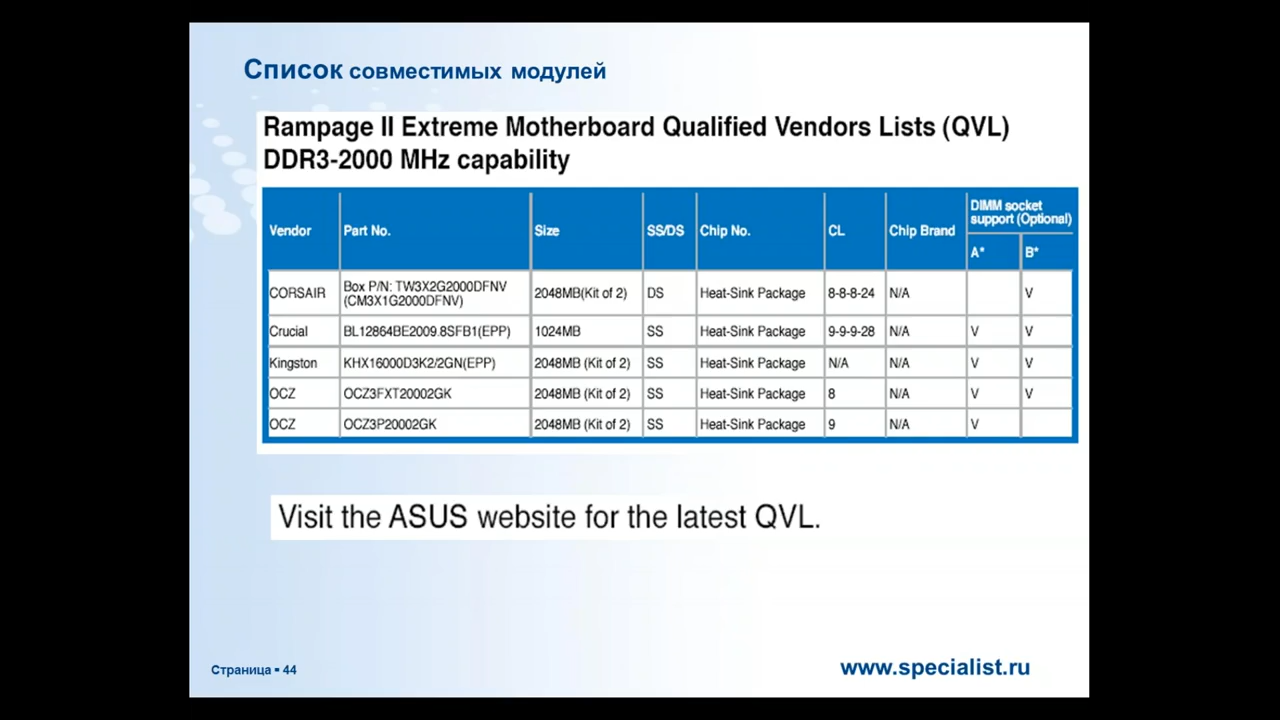 Список совместимых модулей
Rampage II Extreme Motherboard Qualified Vendors Lists (QVL)
DDR3-2000 MHz capability
Vendor Part No. Size SS/DS Chip No. CL Chip Brand DIMM socket support (Optional)
A* B*
CORSAIR Box P/N: TW3X2G2000DFNV (CM3X1G2000DFNV) 2048MB(Kit of 2) DS Heat-Sink Package 8-8-8-24 N/A V
Crucial BL12864BE2009.8SFB1(EPP) 1024MB SS Heat-Sink Package 9-9-9-28 N/A V V
Kingston KHX16000D3K2/2GN(EPP) 2048MB (Kit of 2) SS Heat-Sink Package N/A N/A V V
OCZ OCZ3FXT20002GK 2048MB (Kit of 2) SS Heat-Sink Package 8 N/A V V
OCZ OCZ3P20002GK 2048MB (Kit of 2) SS Heat-Sink Package 9 N/A V
Visit the ASUS website for the latest QVL.
Страница ▪ 44
www.specialist.ru